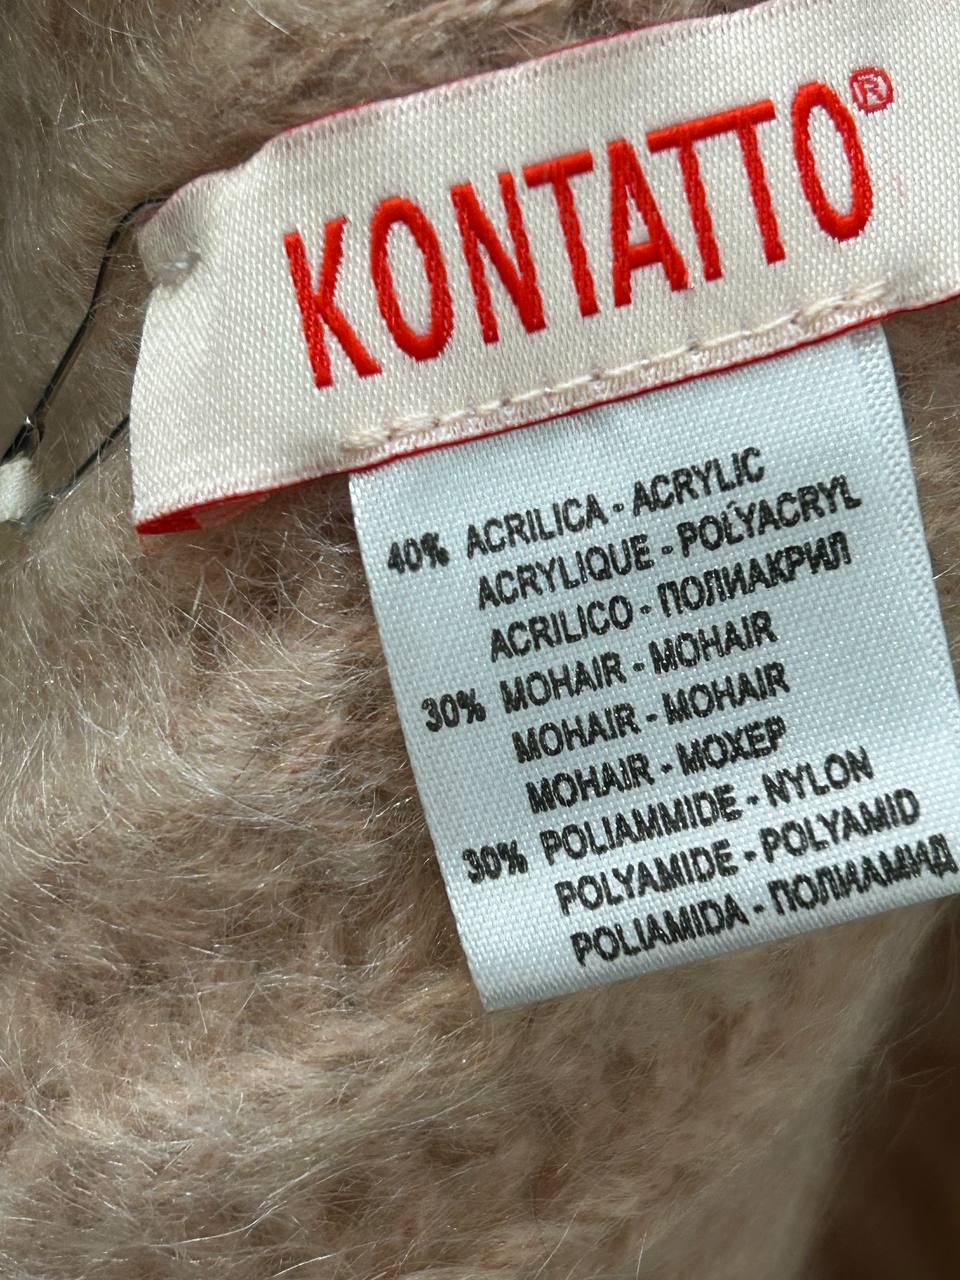 KONTATTO®
40% ACRILICA - ACRYLIC
ACRYLIQUE - POLYACRYL
ACRILICO - ПОЛИАКРИЛ
30% MOHAIR - MOHAIR
MOHAIR - MOHAIR
MOHAIR - МОХЕР
30% POLIAMMIDE - NYLON
POLYAMIDE - POLYAMID
POLIAMIDA - ПОЛИАМИД